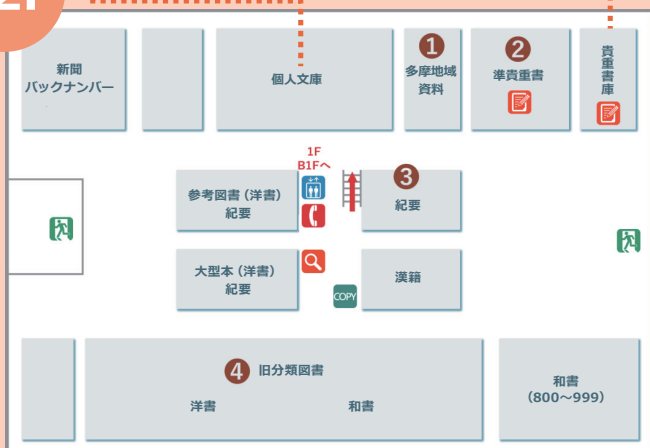 2F
新聞
バックナンバー
個人文庫
1
多摩地域
資料
2
準貴重書
貴重書庫
1F
B1Fへ
参考図書（洋書）
紀要
3
紀要
大型本（洋書）
紀要
COPY
漢籍
4 旧分類図書
洋書 和書
和書
（800～999）